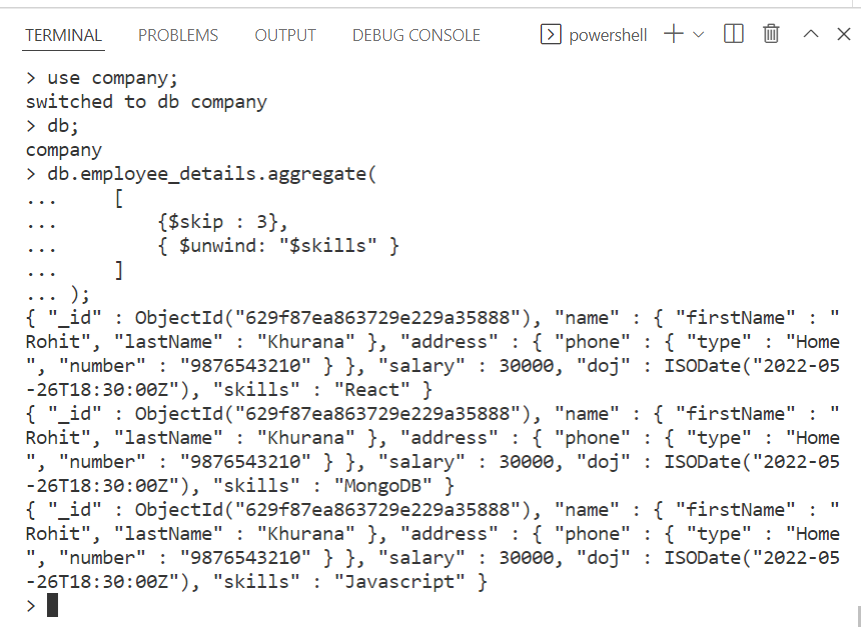 TERMINAL PROBLEMS OUTPUT DEBUG CONSOLE powershell
> use company;
switched to db company
> db;
company
> db.employee_details.aggregate(
...     [
...         {$skip : 3},
...         { $unwind: "$skills" }
...     ]
... );
{ "_id" : ObjectId("629f87ea863729e229a35888"), "name" : { "firstName" : "
Rohit", "lastName" : "Khurana" }, "address" : { "phone" : { "type" : "Home
", "number" : "9876543210" } }, "salary" : 30000, "doj" : ISODate("2022-05
-26T18:30:00Z"), "skills" : "React" }
{ "_id" : ObjectId("629f87ea863729e229a35888"), "name" : { "firstName" : "
Rohit", "lastName" : "Khurana" }, "address" : { "phone" : { "type" : "Home
", "number" : "9876543210" } }, "salary" : 30000, "doj" : ISODate("2022-05
-26T18:30:00Z"), "skills" : "MongoDB" }
{ "_id" : ObjectId("629f87ea863729e229a35888"), "name" : { "firstName" : "
Rohit", "lastName" : "Khurana" }, "address" : { "phone" : { "type" : "Home
", "number" : "9876543210" } }, "salary" : 30000, "doj" : ISODate("2022-05
-26T18:30:00Z"), "skills" : "Javascript" }
>